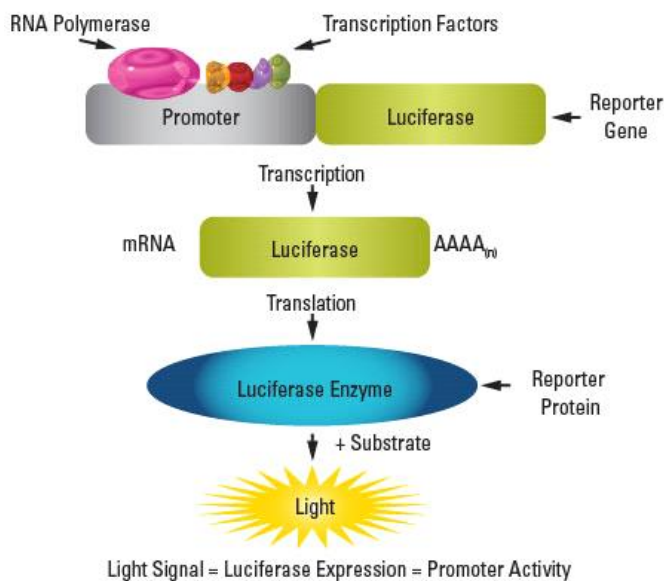 RNA Polymerase
Transcription Factors
Promoter
Luciferase
Reporter
Gene
Transcription
mRNA
Luciferase
AAAA(n)
Translation
Luciferase Enzyme
Reporter
Protein
+ Substrate
Light
Light Signal = Luciferase Expression = Promoter Activity